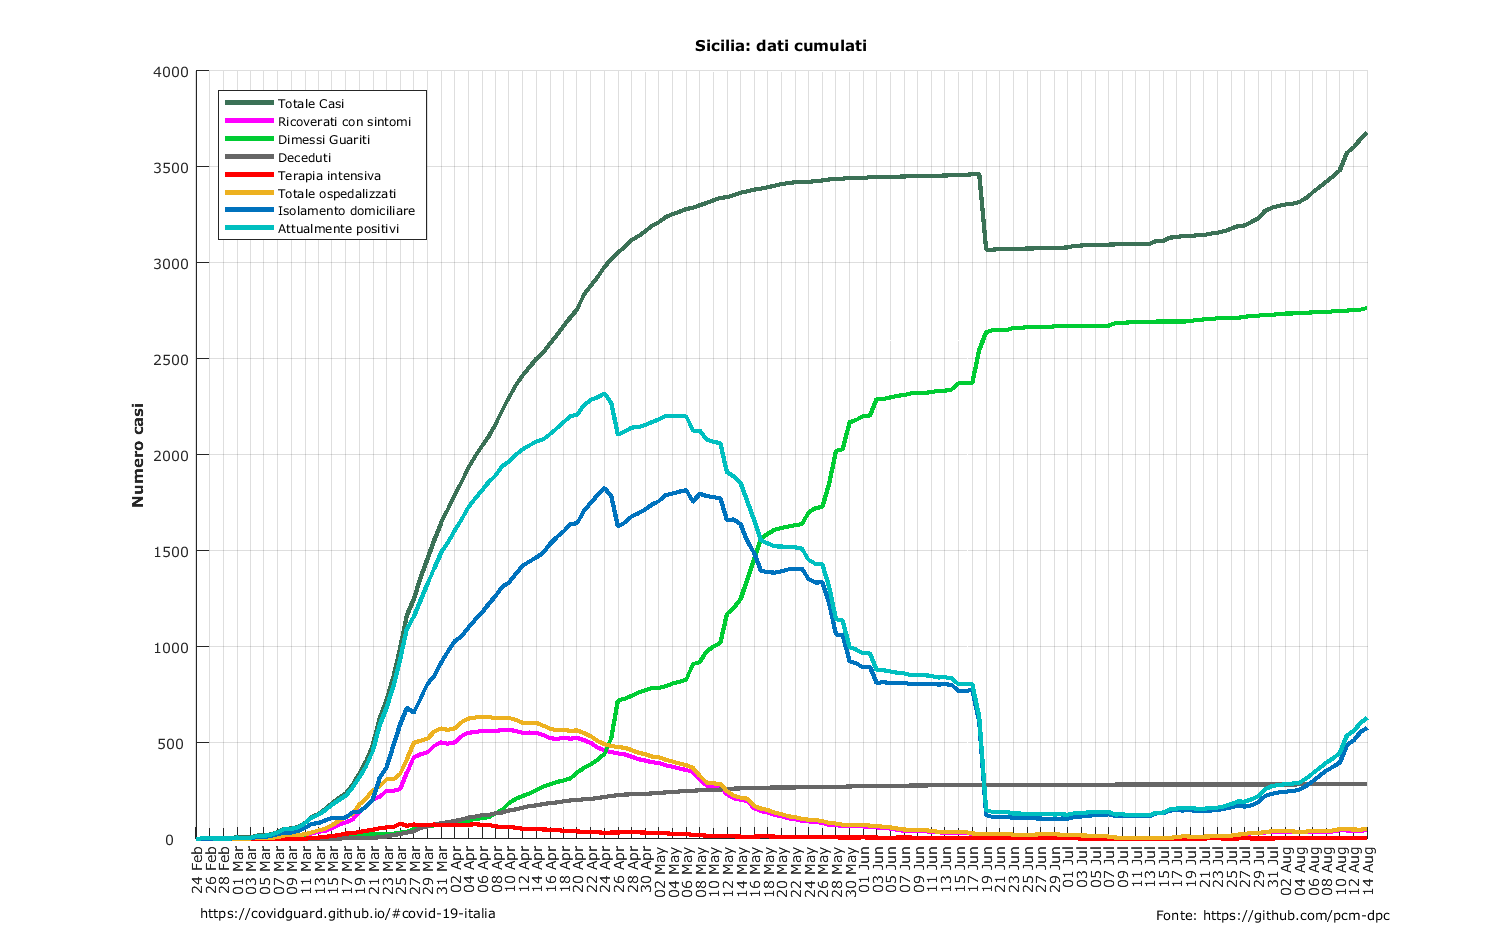 Sicilia: dati cumulati
Numero casi
4000
3500
3000
2500
2000
1500
1000
500
0
Totale Casi
Ricoverati con sintomi
Dimessi Guariti
Deceduti
Terapia intensiva
Totale ospedalizzati
Isolamento domiciliare
Attualmente positivi
24 Feb
26 Feb
28 Feb
01 Mar
03 Mar
05 Mar
07 Mar
09 Mar
11 Mar
13 Mar
15 Mar
17 Mar
19 Mar
21 Mar
23 Mar
25 Mar
27 Mar
29 Mar
31 Mar
02 Apr
04 Apr
06 Apr
08 Apr
10 Apr
12 Apr
14 Apr
16 Apr
18 Apr
20 Apr
22 Apr
24 Apr
26 Apr
28 Apr
30 Apr
02 May
04 May
06 May
08 May
10 May
12 May
14 May
16 May
18 May
20 May
22 May
24 May
26 May
28 May
30 May
01 Jun
03 Jun
05 Jun
07 Jun
09 Jun
11 Jun
13 Jun
15 Jun
17 Jun
19 Jun
21 Jun
23 Jun
25 Jun
27 Jun
29 Jun
01 Jul
03 Jul
05 Jul
07 Jul
09 Jul
11 Jul
13 Jul
15 Jul
17 Jul
19 Jul
21 Jul
23 Jul
25 Jul
27 Jul
29 Jul
31 Jul
02 Aug
04 Aug
06 Aug
08 Aug
10 Aug
12 Aug
14 Aug
https://covidguard.github.io/#covid-19-italia
Fonte: https://github.com/pcm-dpc